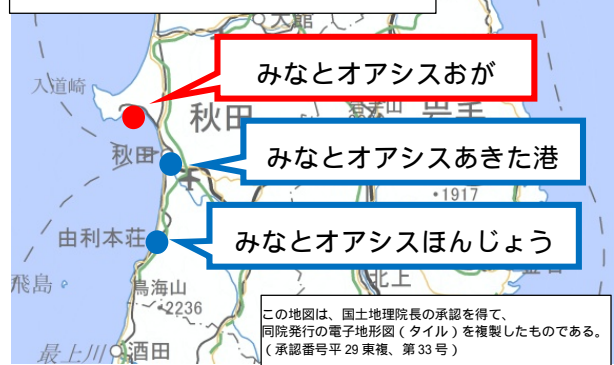 大館
入道崎
みなとオアシスおが
秋田
岩手
秋田
みなとオアシスあきた港
・1917
由利本荘
みなとオアシスほんじょう
飛島
鳥海山
・2236
北上
この地図は、国土地理院長の承認を得て、
同院発行の電子地形図（タイル）を複製したものである。
（承認番号平 29 東複、第 33 号）
最上川
酒田